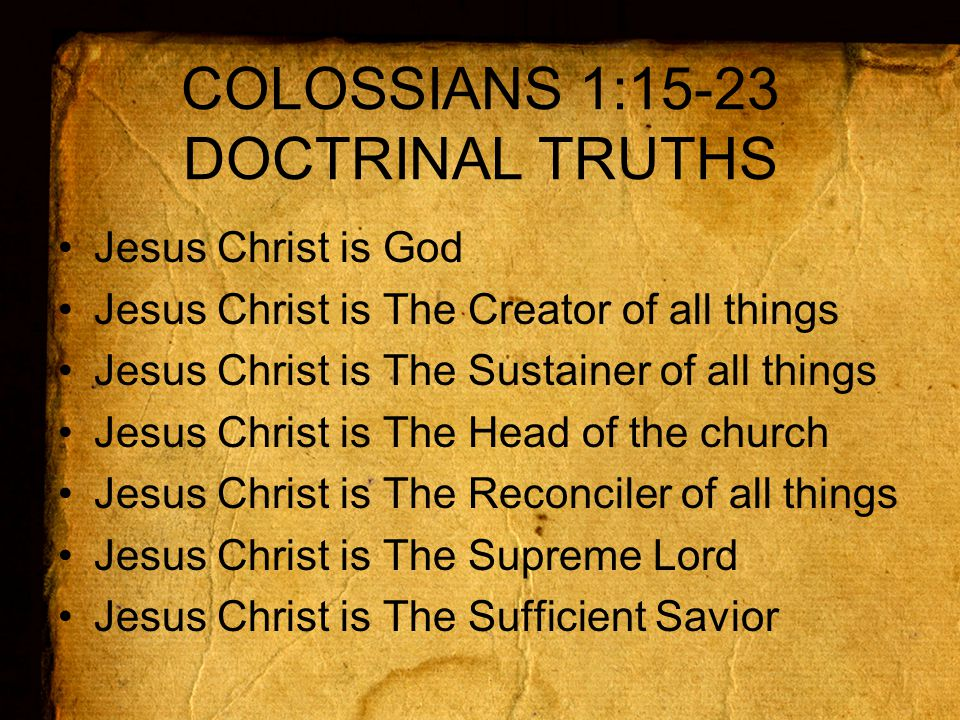 COLOSSIANS 1:15-23
DOCTRINAL TRUTHS
• Jesus Christ is God
• Jesus Christ is The Creator of all things
• Jesus Christ is The Sustainer of all things
• Jesus Christ is The Head of the church
• Jesus Christ is The Reconciler of all things
• Jesus Christ is The Supreme Lord
• Jesus Christ is The Sufficient Savior